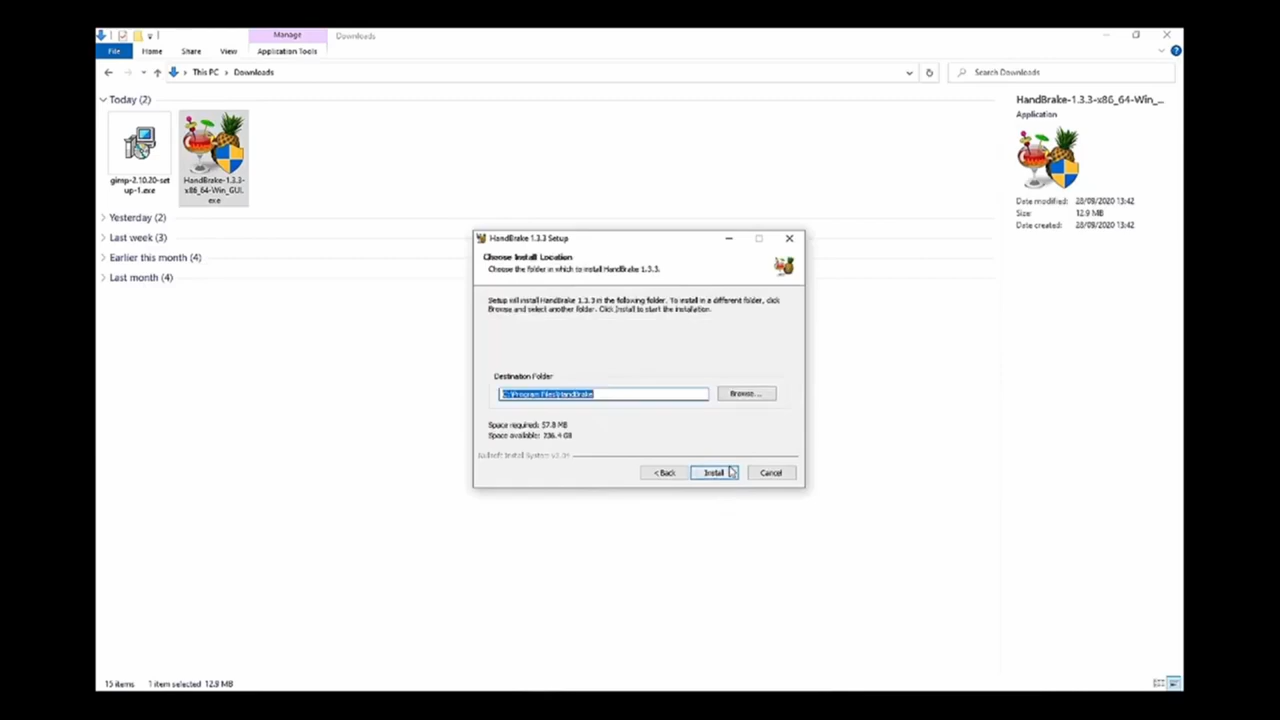 Manage
Downloads
File
Home
Share
View
Application Tools
This PC
Downloads
Search Downloads
Today (2)
gimp-2.10.20-set
up-1.exe
HandBrake-1.3.3-
x86_64-Win_GUI.
exe
Yesterday (2)
Last week (3)
Earlier this month (4)
Last month (4)
HandBrake-1.3.3-x86_64-Win_...
Application
Date modified: 28/09/2020 13:42
Size: 12.9 MB
Date created: 28/09/2020 13:42
HandBrake 1.3.3 Setup
Choose Install Location
Choose the folder in which to install HandBrake 1.3.3.
Setup will install HandBrake 1.3.3 in the following folder. To install in a different folder, click
Browse and select another folder. Click Install to start the installation.
Destination Folder
C:\Program Files\HandBrake
Browse...
Space required: 57.8 MB
Space available: 236.4 GB
Nullsoft Install System
< Back
Install
Cancel
15 items
1 item selected 12.9 MB